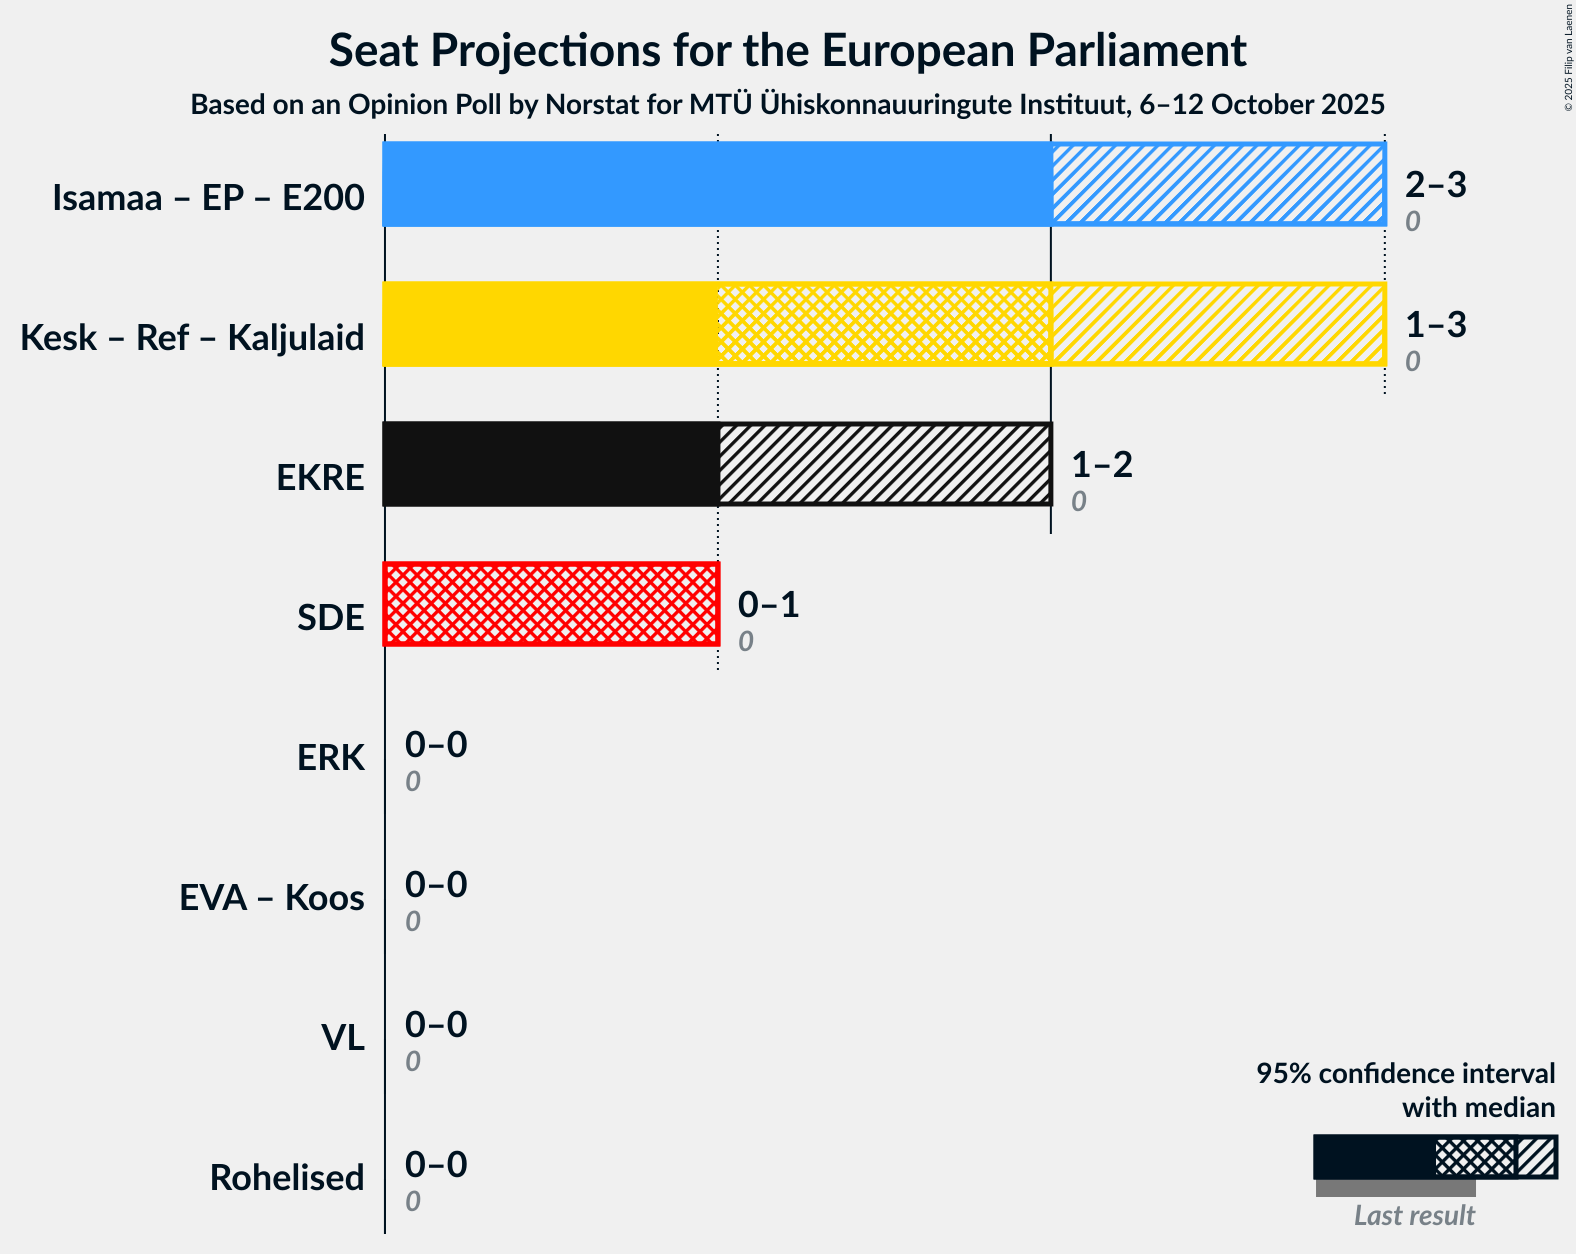 Seat Projections for the European Parliament
Based on an Opinion Poll by Norstat for MTÜ Ühiskonnauuringute Instituut, 6–12 October 2025
© 2025 Filip van Laenen
Isamaa – EP – E200
2–3
0
Kesk – Ref – Kaljulaid
1–3
0
EKRE
1–2
0
SDE
0–1
0
ERK
0–0
0
EVA – Koos
0–0
0
VL
0–0
0
Rohelised
0–0
0
95% confidence interval
with median
Last result